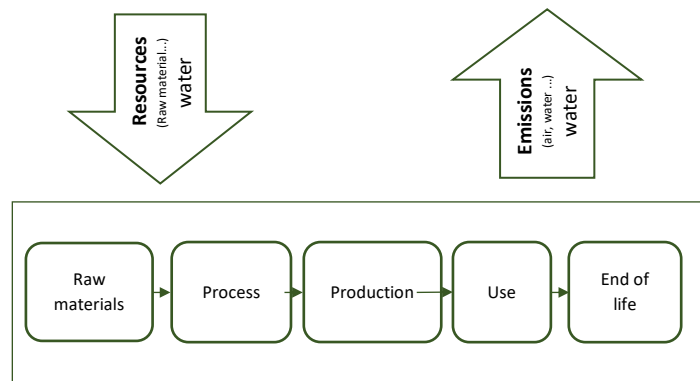 Resources
(Raw material...)
water
Emissions
(air, water ...)
water
Raw
materials
Process
Production
Use
End of
life